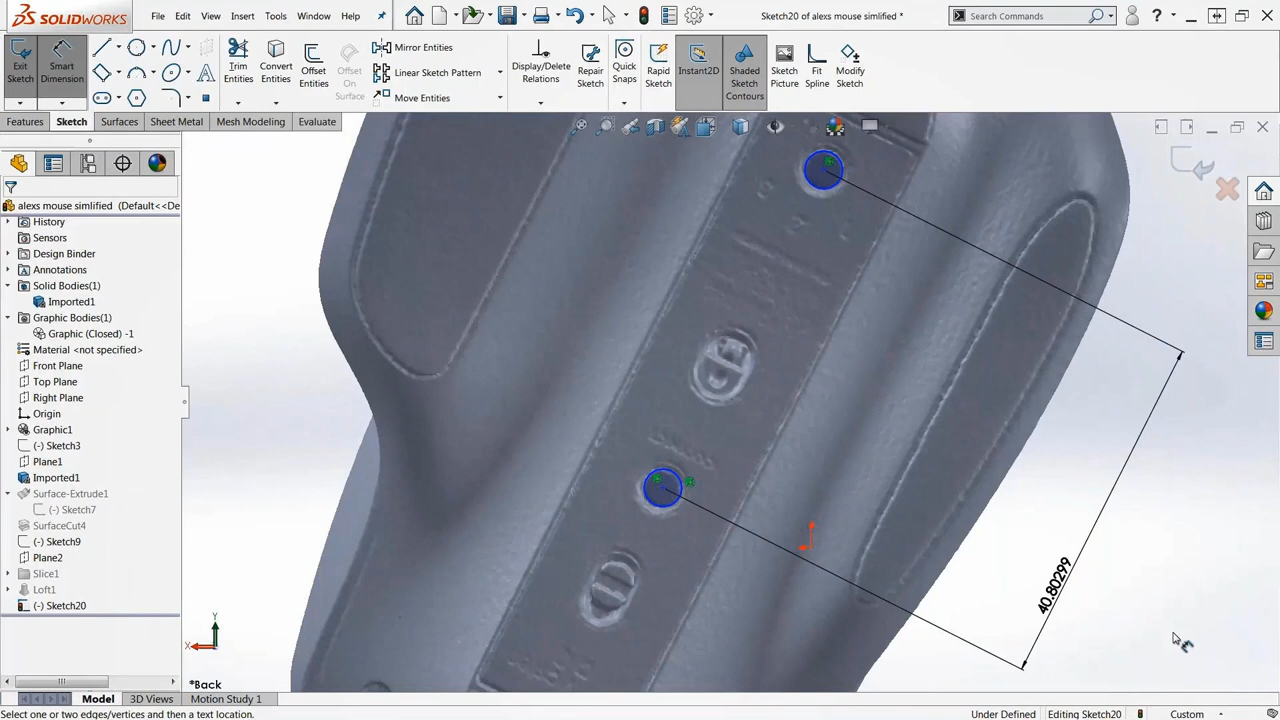 SOLIDWORKS
File Edit View Insert Tools Window Help
Sketch20 of alexs mouse simlified *
Search Commands
Exit Sketch
Smart Dimension
Trim Entities
Convert Entities
Offset Entities
Offset On Surface
Mirror Entities
Linear Sketch Pattern
Move Entities
Display/Delete Relations
Repair Sketch
Quick Snaps
Rapid Sketch
Instant2D
Shaded Sketch Contours
Sketch Picture
Fit Spline
Modify Sketch
Features Sketch Surfaces Sheet Metal Mesh Modeling Evaluate
alexs mouse simlified (Default<<De
History
Sensors
Design Binder
Annotations
Solid Bodies(1)
Imported1
Graphic Bodies(1)
Graphic (Closed) -1
Material <not specified>
Front Plane
Top Plane
Right Plane
Origin
Graphic1
(-) Sketch3
Plane1
Imported1
Surface-Extrude1
(-) Sketch7
SurfaceCut4
(-) Sketch9
Plane2
Slice1
Loft1
(-) Sketch20
40.80299
Y
X
*Back
Model 3D Views Motion Study 1
Select one or two edges/vertices and then a text location.
Under Defined Editing Sketch20 Custom